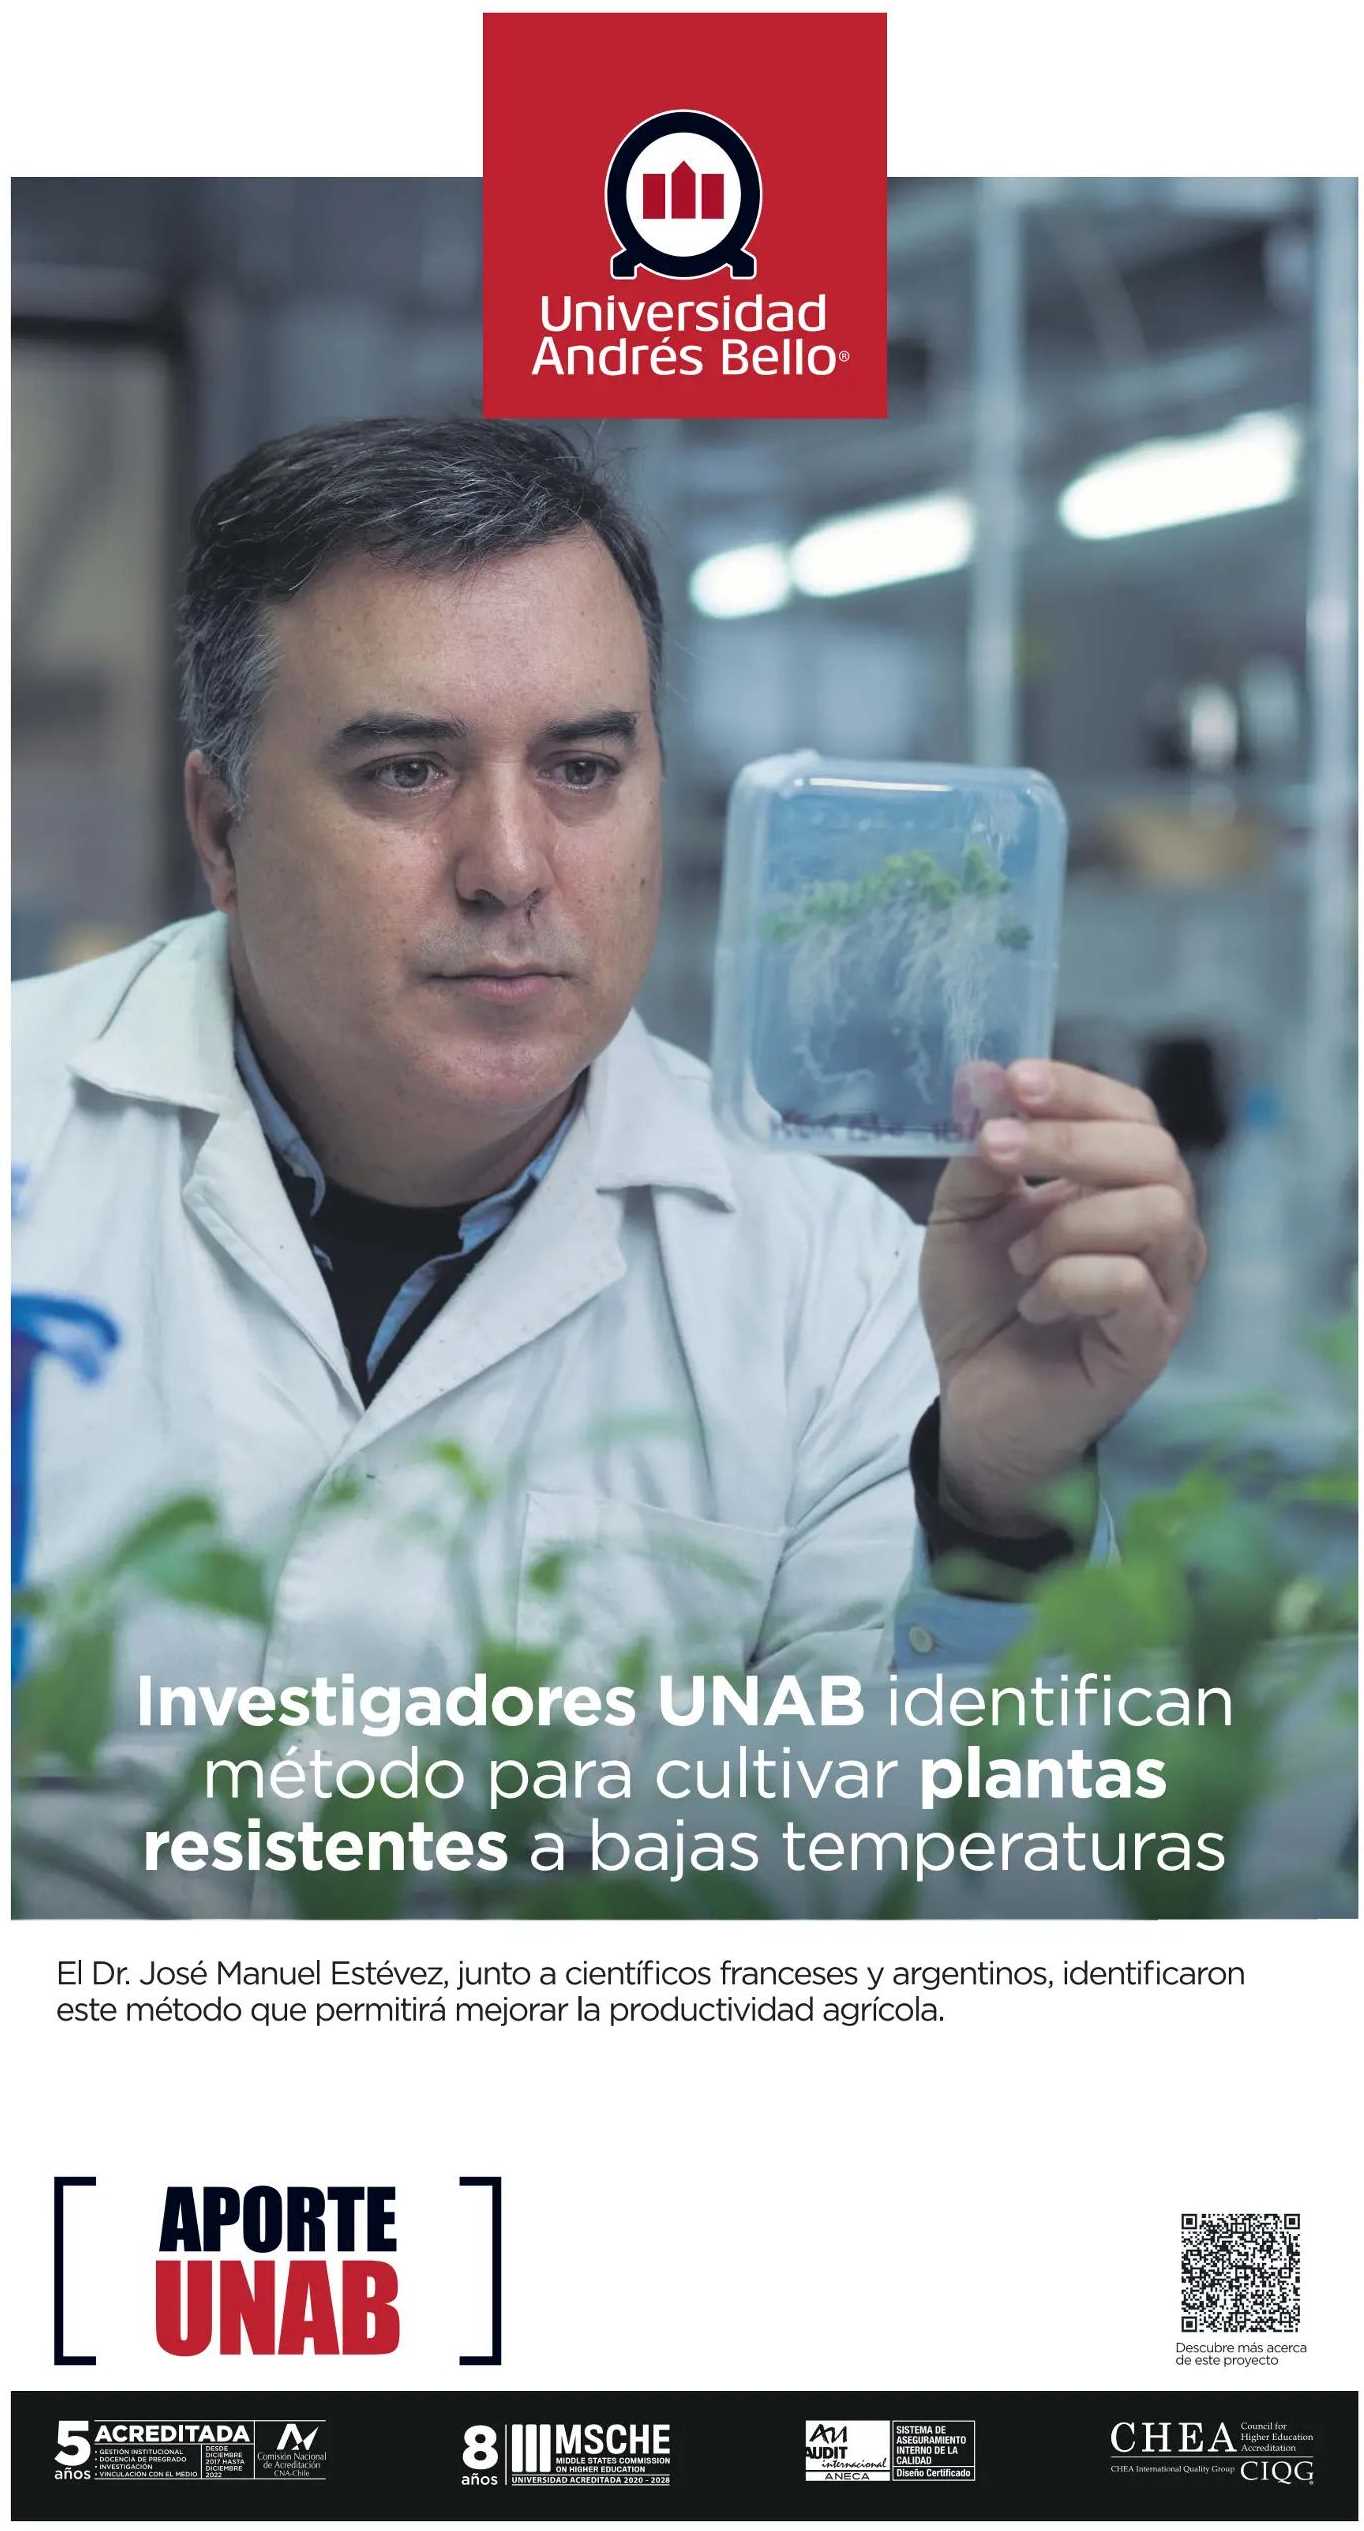 Universidad
Andrés Bello®
Investigadores UNAB identifican
método para cultivar plantas
resistentes a bajas temperaturas
El Dr. José Manuel Estévez, junto a científicos franceses y argentinos, identificaron
este método que permitirá mejorar la productividad agrícola.
APORTE
UNAB
Descubre más acerca
de este proyecto
5 años
ACREDITADA
• GESTIÓN INSTITUCIONAL
• DOCENCIA DE PREGRADO
• INVESTIGACIÓN
• VINCULACIÓN CON EL MEDIO
DESDE
DICIEMBRE
2017 HASTA
DICIEMBRE
2022
Comisión Nacional
de Acreditación
CNA-Chile
8 años
MSCHE
MIDDLE STATES COMMISSION
ON HIGHER EDUCATION
UNIVERSIDAD ACREDITADA 2020 - 2028
AUDIT
internacional
ANECA
SISTEMA DE
ASEGURAMIENTO
INTERNO DE LA
CALIDAD
Diseño Certificado
CHEA
Council for
Higher Education
Accreditation
CHEA International Quality Group
CIQG